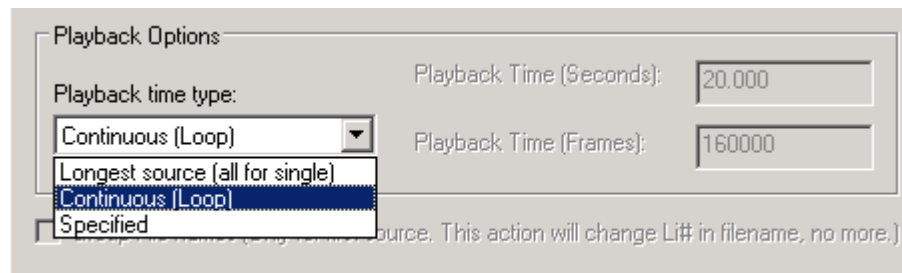 Playback Options
Playback time type:
Playback Time (Seconds): 20.000
Continuous (Loop)
Playback Time (Frames): 160000
Longest source (all for single)
Continuous (Loop)
Specified
source. This action will change Li# in filename, no more.)